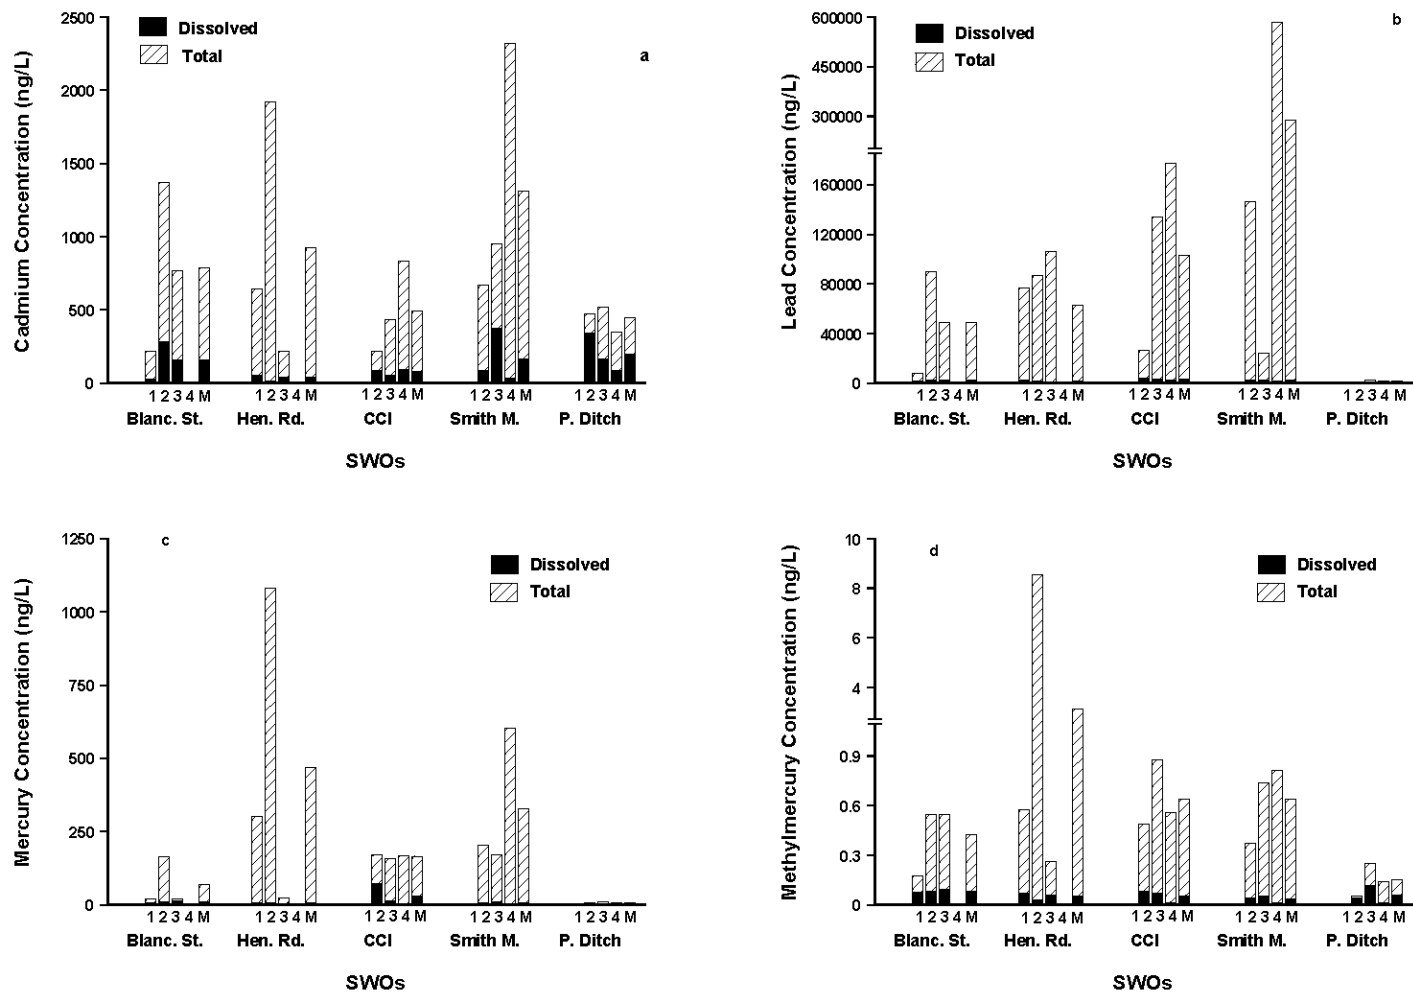 a
Dissolved
Total
Cadmium Concentration (ng/L)
2500
2000
1500
1000
500
0
1 2 3 4 M 1 2 3 4 M 1 2 3 4 M 1 2 3 4 M 1 2 3 4 M
Blanc. St. Hen. Rd. CCI Smith M. P. Ditch
SWOs
b
Dissolved
Total
Lead Concentration (ng/L)
600000
450000
300000
160000
120000
80000
40000
0
1 2 3 4 M 1 2 3 4 M 1 2 3 4 M 1 2 3 4 M 1 2 3 4 M
Blanc. St. Hen. Rd. CCI Smith M. P. Ditch
SWOs
c
Dissolved
Total
Mercury Concentration (ng/L)
1250
1000
750
500
250
0
1 2 3 4 M 1 2 3 4 M 1 2 3 4 M 1 2 3 4 M 1 2 3 4 M
Blanc. St. Hen. Rd. CCI Smith M. P. Ditch
SWOs
d
Dissolved
Total
Methylmercury Concentration (ng/L)
10
8
6
4
0.9
0.6
0.3
0
1 2 3 4 M 1 2 3 4 M 1 2 3 4 M 1 2 3 4 M 1 2 3 4 M
Blanc. St. Hen. Rd. CCI Smith M. P. Ditch
SWOs